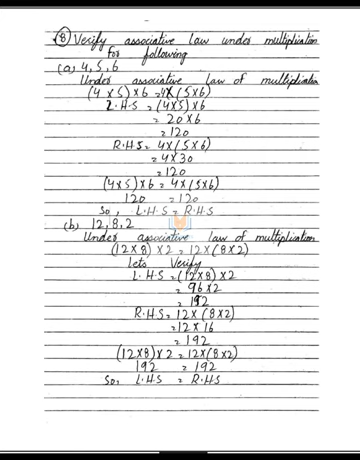 (8) Verify associative law under multiplication
for following
(a) 4, 5, 6
Under associative law of multiplication
(4 × 5) × 6 = 4 × (5 × 6)
L.H.S = (4×5)×6
= 20 × 6
= 120
R.H.S = 4 × (5 × 6)
= 4 × 30
= 120
(4×5) × 6 = 4 × (5×6)
120 = 120
So, L.H.S = R.H.S
(b) 12, 8, 2
Under associative law of multiplication
(12 × 8) × 2 = 12 × (8 × 2)
Lets Verify
L.H.S = (12×8) × 2
= 96 × 2
= 192
R.H.S = 12 × (8 × 2)
= 12 × 16
= 192
(12×8) × 2 = 12×(8×2)
192 = 192
So, L.H.S = R.H.S